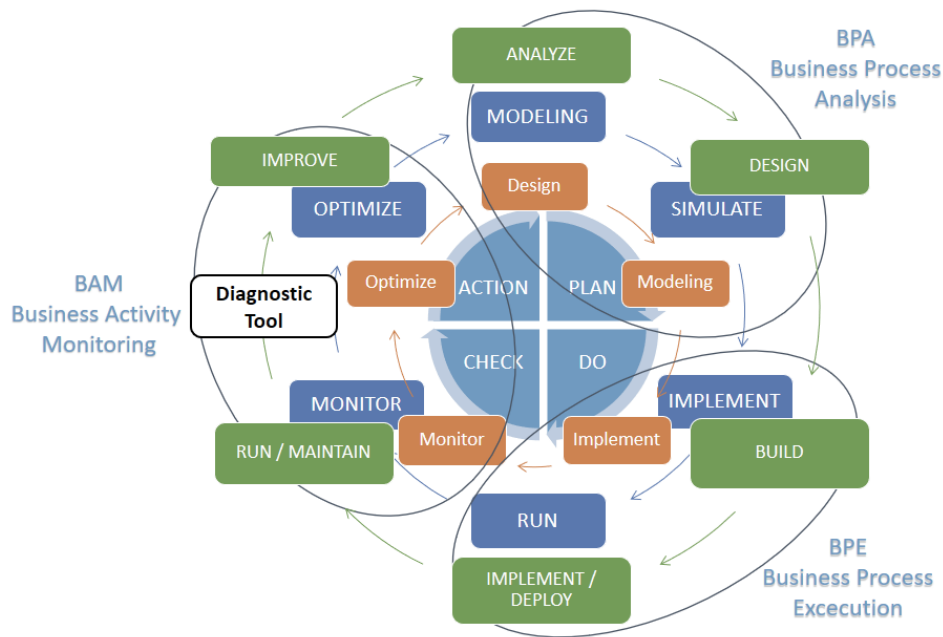 ANALYZE
BPA
Business Process
Analysis
MODELING
IMPROVE
DESIGN
Design
OPTIMIZE
SIMULATE
Optimize
ACTION
PLAN
Modeling
BAM
Business Activity
Monitoring
Diagnostic
Tool
CHECK
DO
MONITOR
IMPLEMENT
RUN / MAINTAIN
Monitor
Implement
BUILD
RUN
BPE
Business Process
Excecution
IMPLEMENT /
DEPLOY